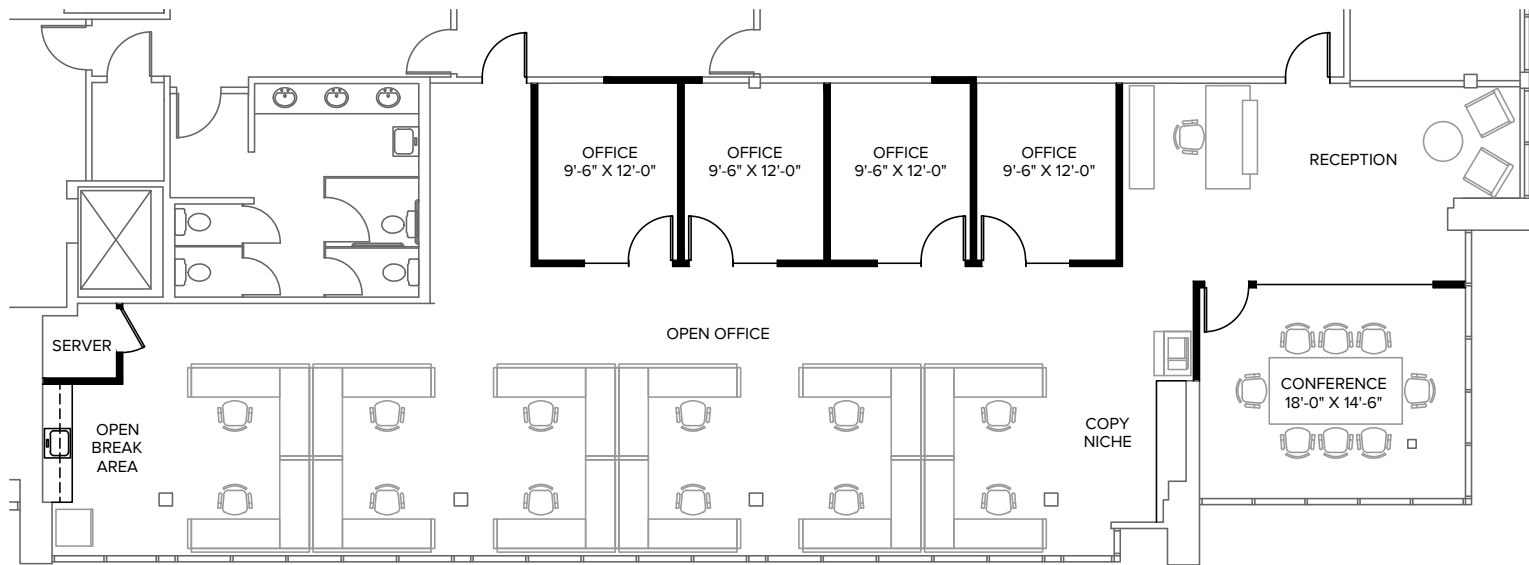 OFFICE
9'-6" X 12'-0"
OFFICE
9'-6" X 12'-0"
OFFICE
9'-6" X 12'-0"
OFFICE
9'-6" X 12'-0"
RECEPTION
SERVER
OPEN OFFICE
OPEN
BREAK
AREA
COPY
NICHE
CONFERENCE
18'-0" X 14'-6"